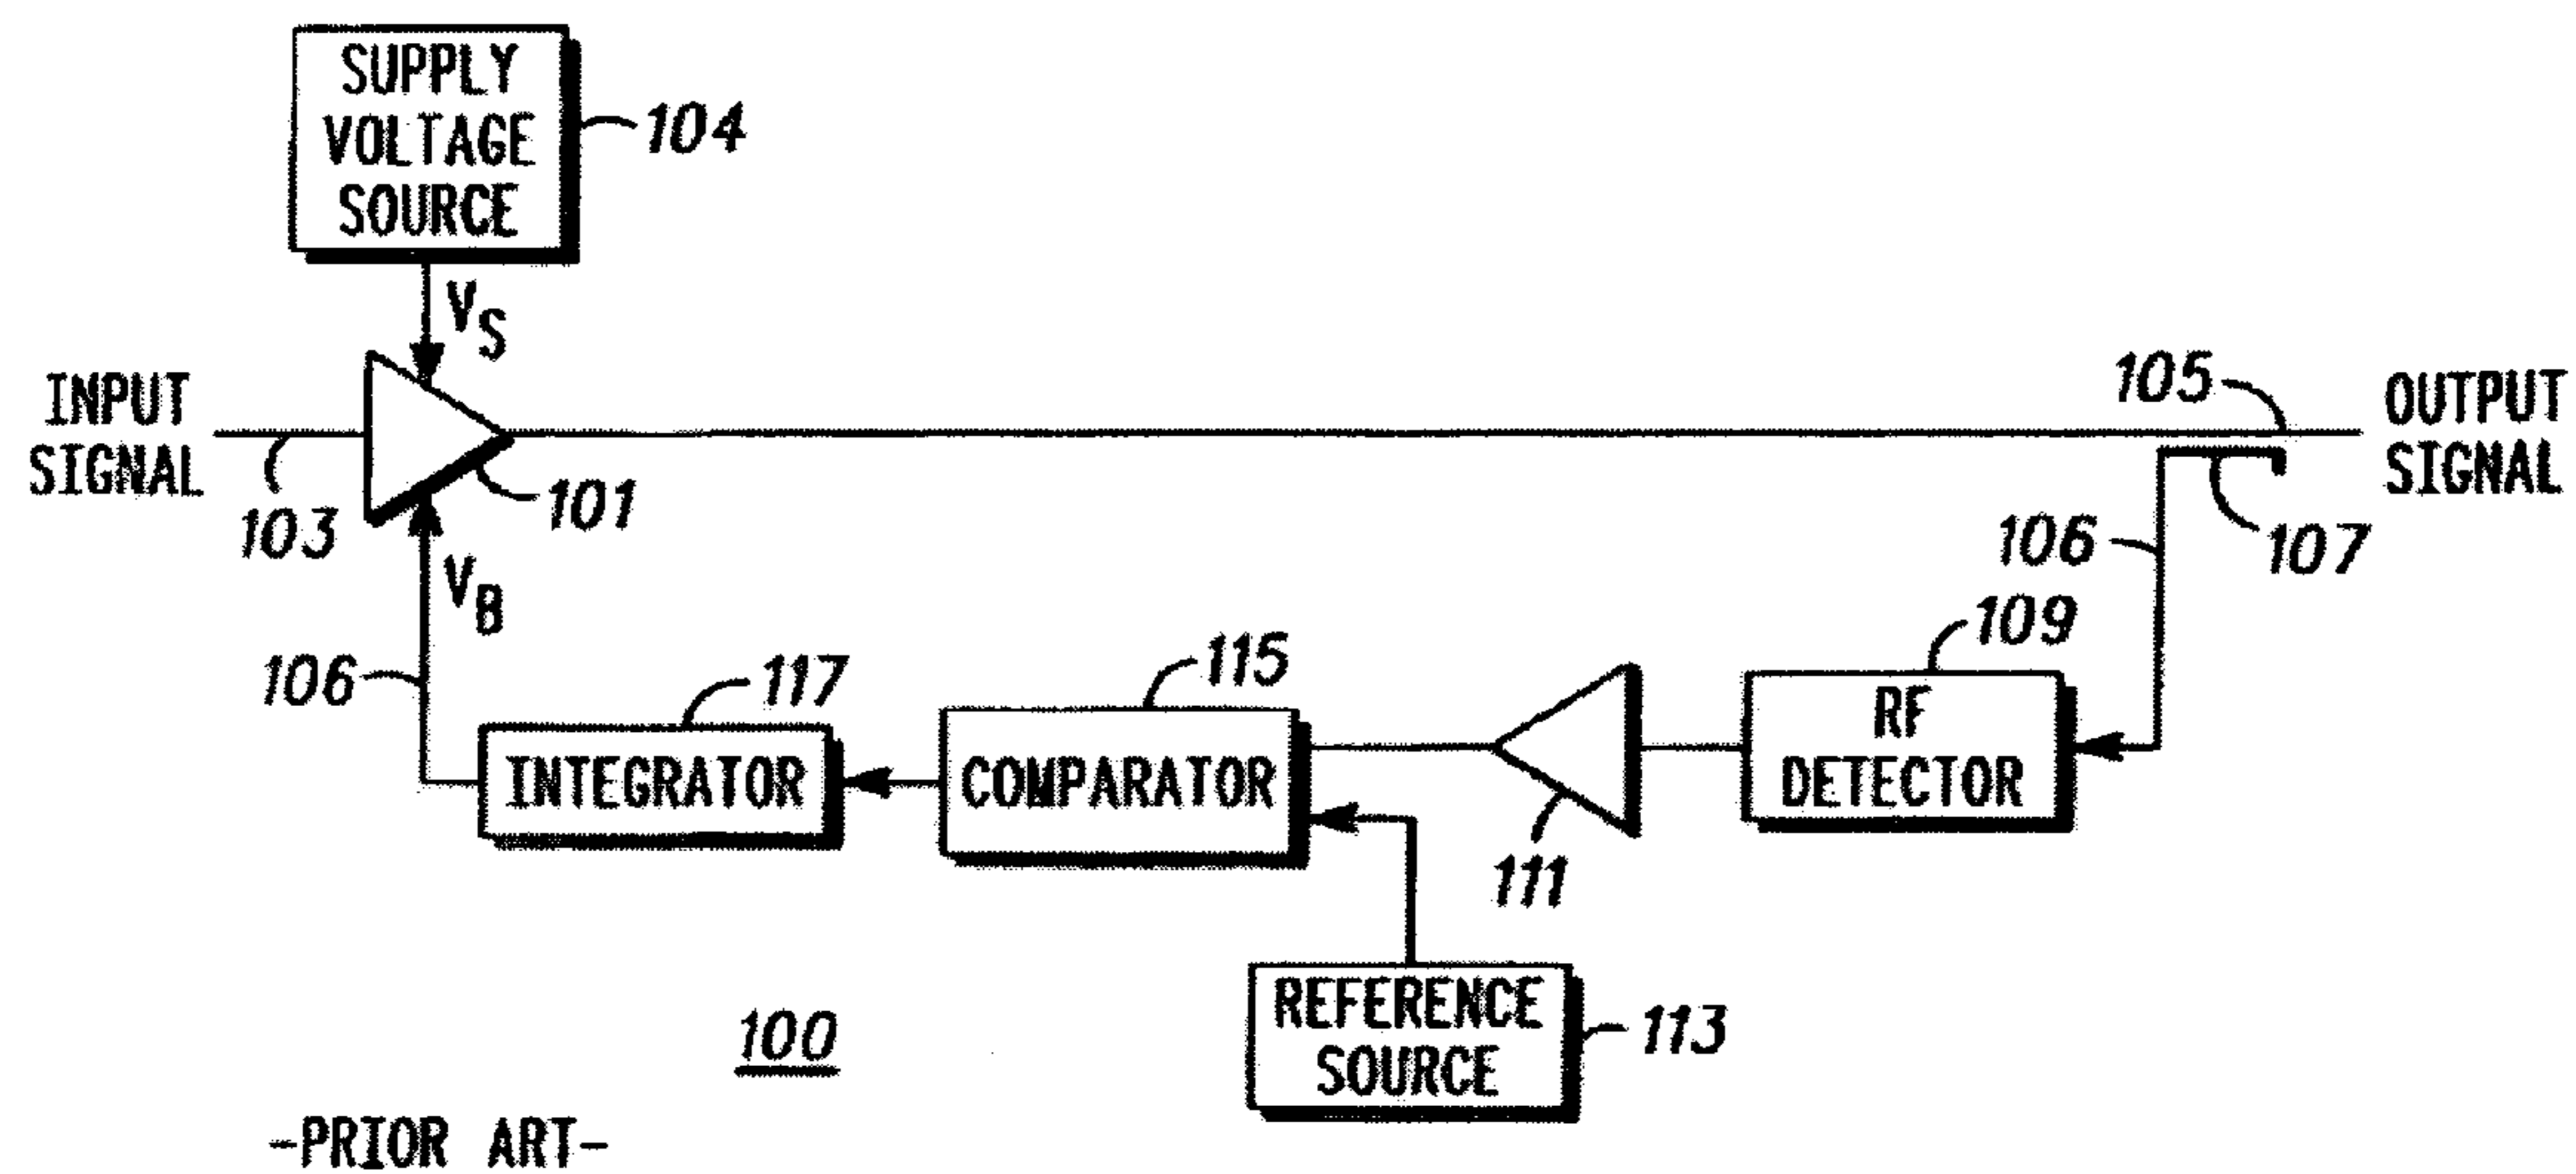 SUPPLY
VOLTAGE
SOURCE
104
VS
INPUT
SIGNAL
103
101
105
OUTPUT
SIGNAL
107
106
VB
106
117
INTEGRATOR
115
COMPARATOR
111
109
RF
DETECTOR
REFERENCE
SOURCE
113
100
-PRIOR ART-